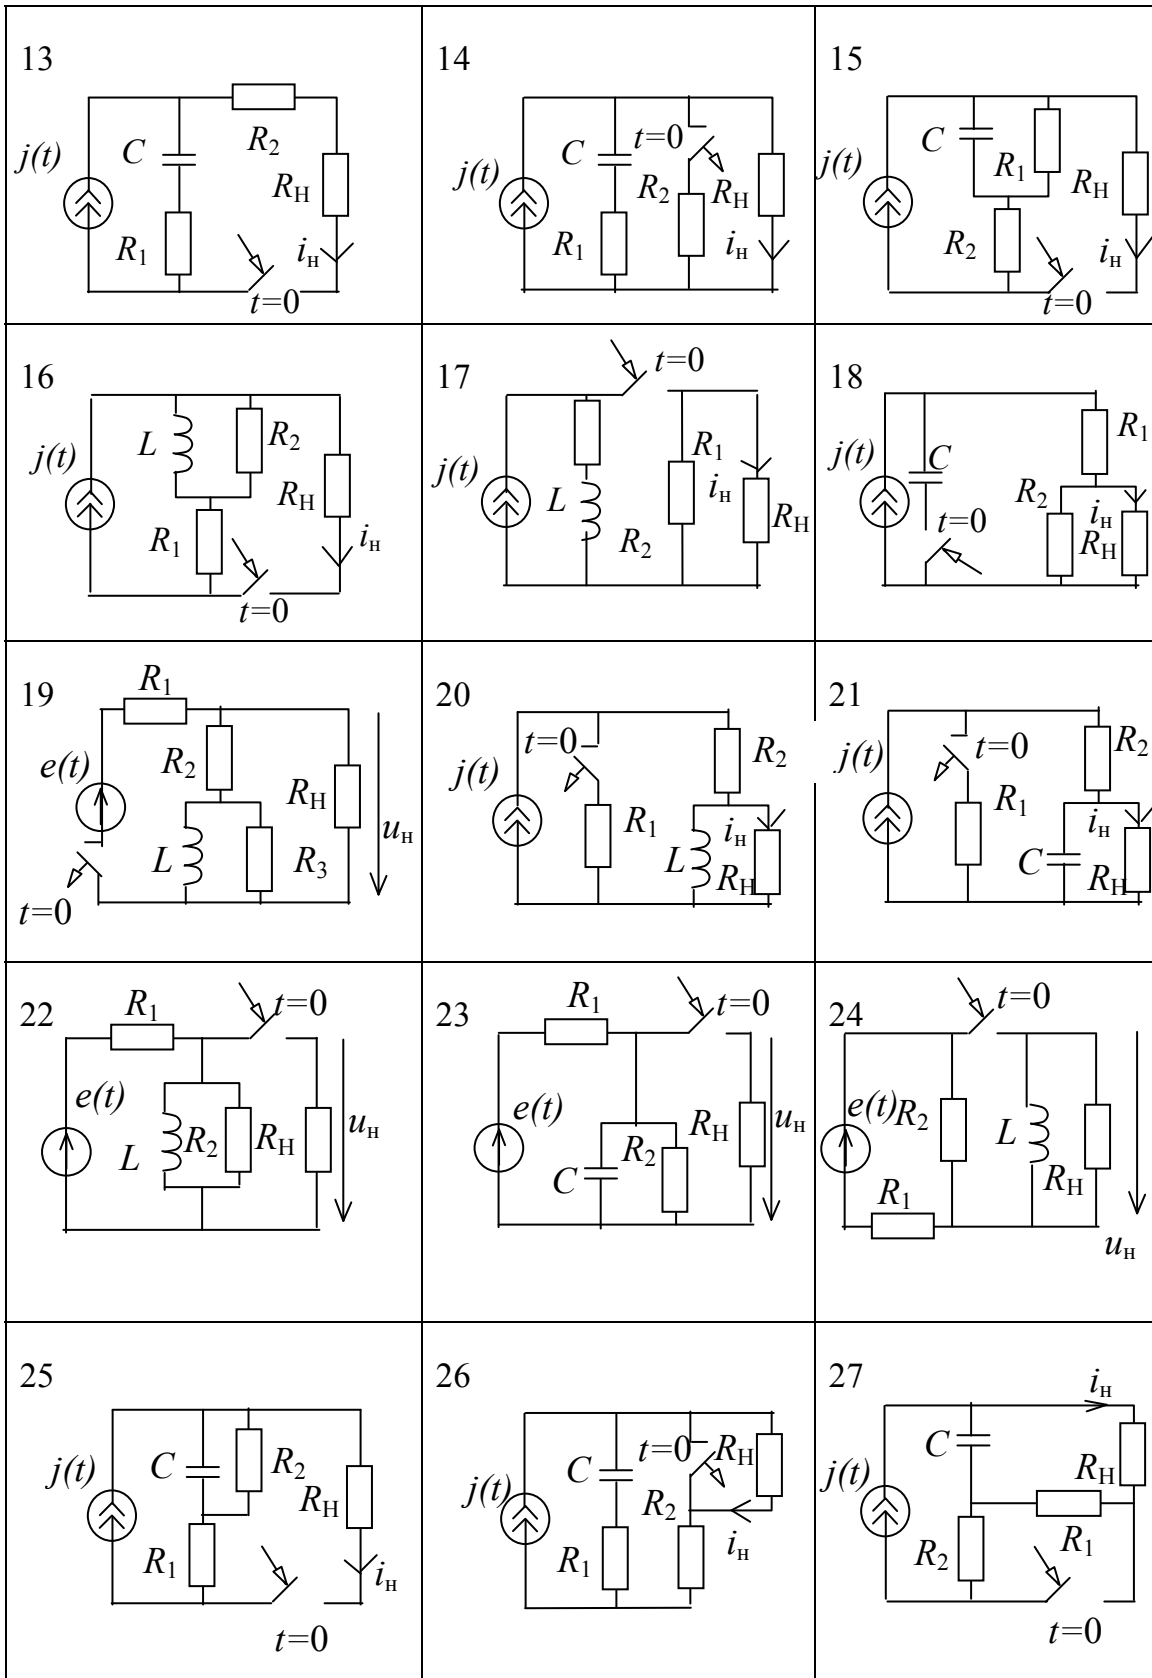 13
R2
j(t)
C
RН
R1
iн
t=0
14
t=0
C
j(t)
R2
RН
R1
iн
15
C
j(t)
R1
RН
R2
iн
t=0
16
L
R2
j(t)
RН
R1
iн
t=0
17
t=0
j(t)
R1
iн
L
RН
R2
18
R1
j(t)
C
R2
iн
t=0
RН
19
R1
R2
e(t)
RН
uн
L
R3
t=0
20
t=0
R2
j(t)
R1
iн
L
RН
21
t=0
R2
j(t)
R1
iн
C
RН
22
R1
t=0
e(t)
L
R2
RН
uн
23
R1
t=0
e(t)
RН
uн
R2
C
24
t=0
e(t)
R2
L
R1
RН
uн
25
j(t)
C
R2
RН
R1
iн
t=0
26
t=0
RН
C
j(t)
R2
R1
iн
27
iн
C
RН
j(t)
R2
R1
t=0